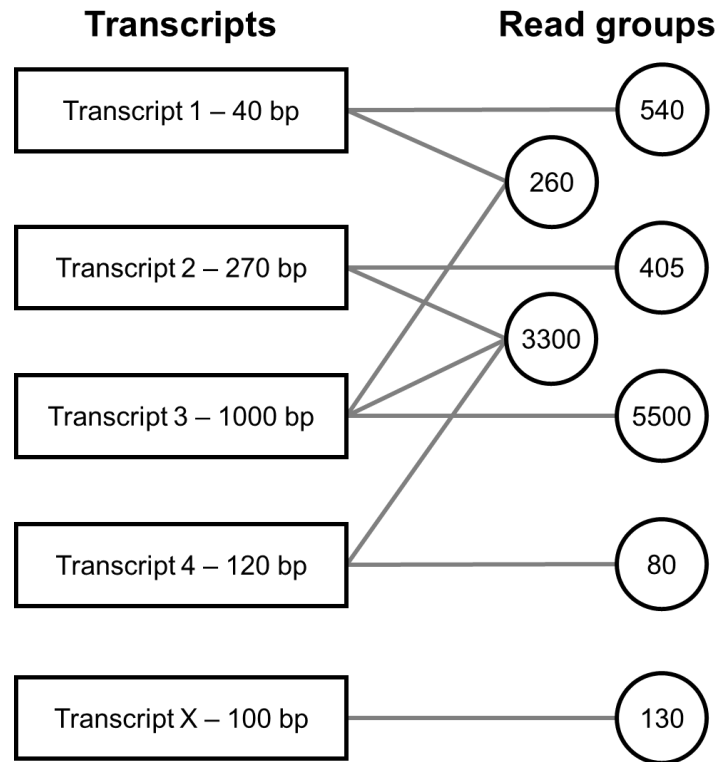 Transcripts
Read groups
Transcript 1 – 40 bp
540
260
Transcript 2 – 270 bp
405
3300
Transcript 3 – 1000 bp
5500
Transcript 4 – 120 bp
80
Transcript X – 100 bp
130